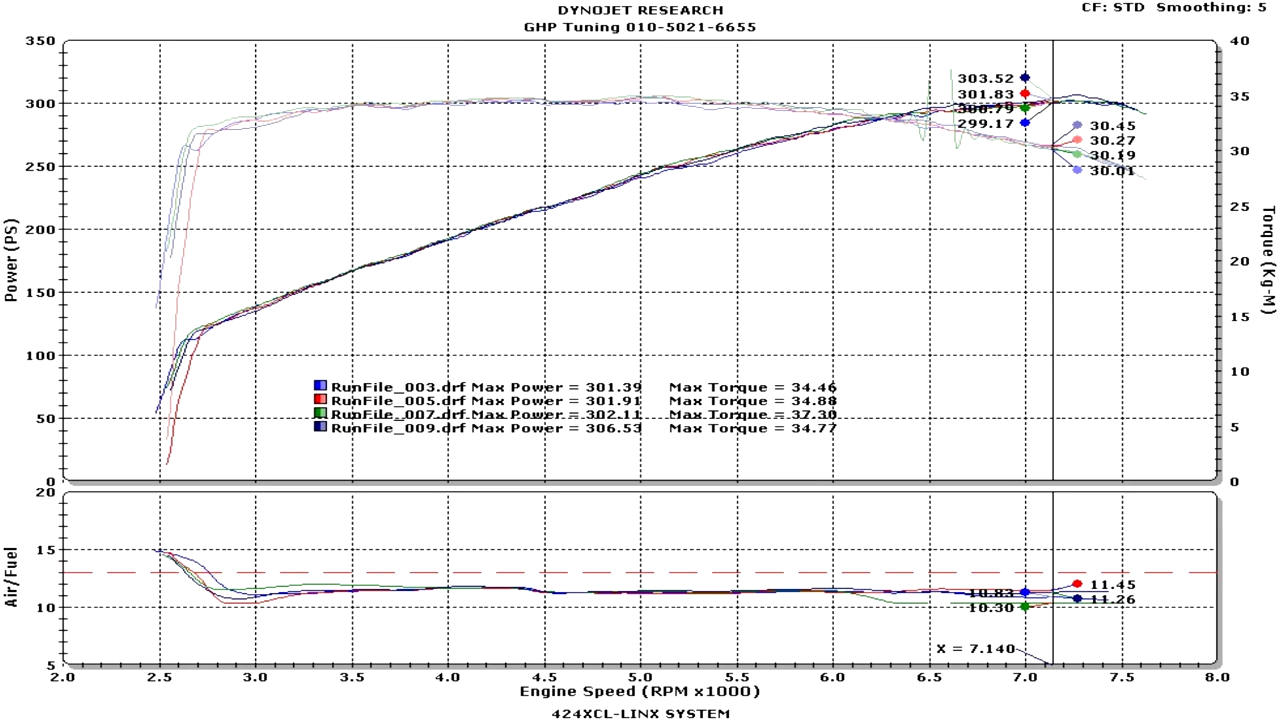 DYNOJET RESEARCH
CF: STD Smoothing: 5
GHP Tuning 010-5021-6655
Power (PS)
350
300
250
200
150
100
50
0
40
35
30
25
20
15
10
5
0
Torque (Kg-M)
303.52
301.83
299.17
30.45
30.27
30.19
30.01
RunFile_003.drf Max Power = 301.39 Max Torque = 34.46
RunFile_005.drf Max Power = 301.91 Max Torque = 34.88
RunFile_007.drf Max Power = 302.11 Max Torque = 37.30
RunFile_009.drf Max Power = 306.53 Max Torque = 34.77
Air/Fuel
20
15
10
5
11.45
11.26
10.83
10.30
X = 7.140
2.0 2.5 3.0 3.5 4.0 4.5 5.0 5.5 6.0 6.5 7.0 7.5 8.0
Engine Speed (RPM x1000)
424XCL-LINX SYSTEM